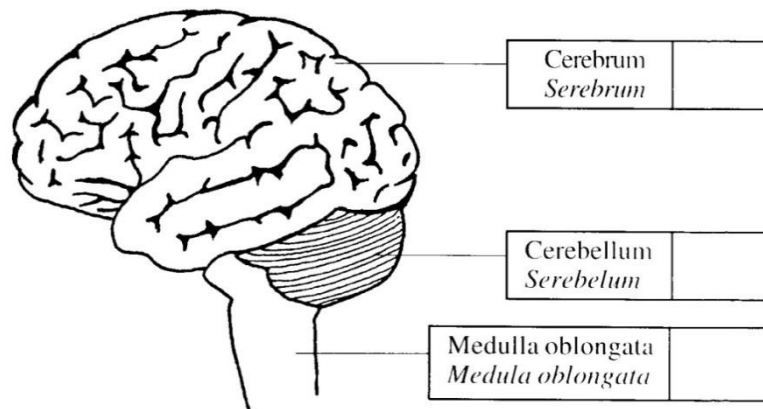 Cerebrum
Serebrum
Cerebellum
Serebelum
Medulla oblongata
Medula oblongata